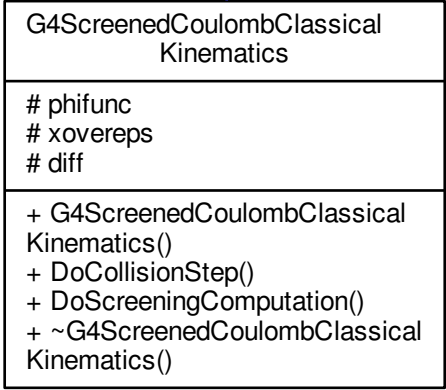 G4ScreenedCoulombClassical
Kinematics
# phifunc
# xovereps
# diff
+ G4ScreenedCoulombClassical
Kinematics()
+ DoCollisionStep()
+ DoScreeningComputation()
+ ~G4ScreenedCoulombClassical
Kinematics()